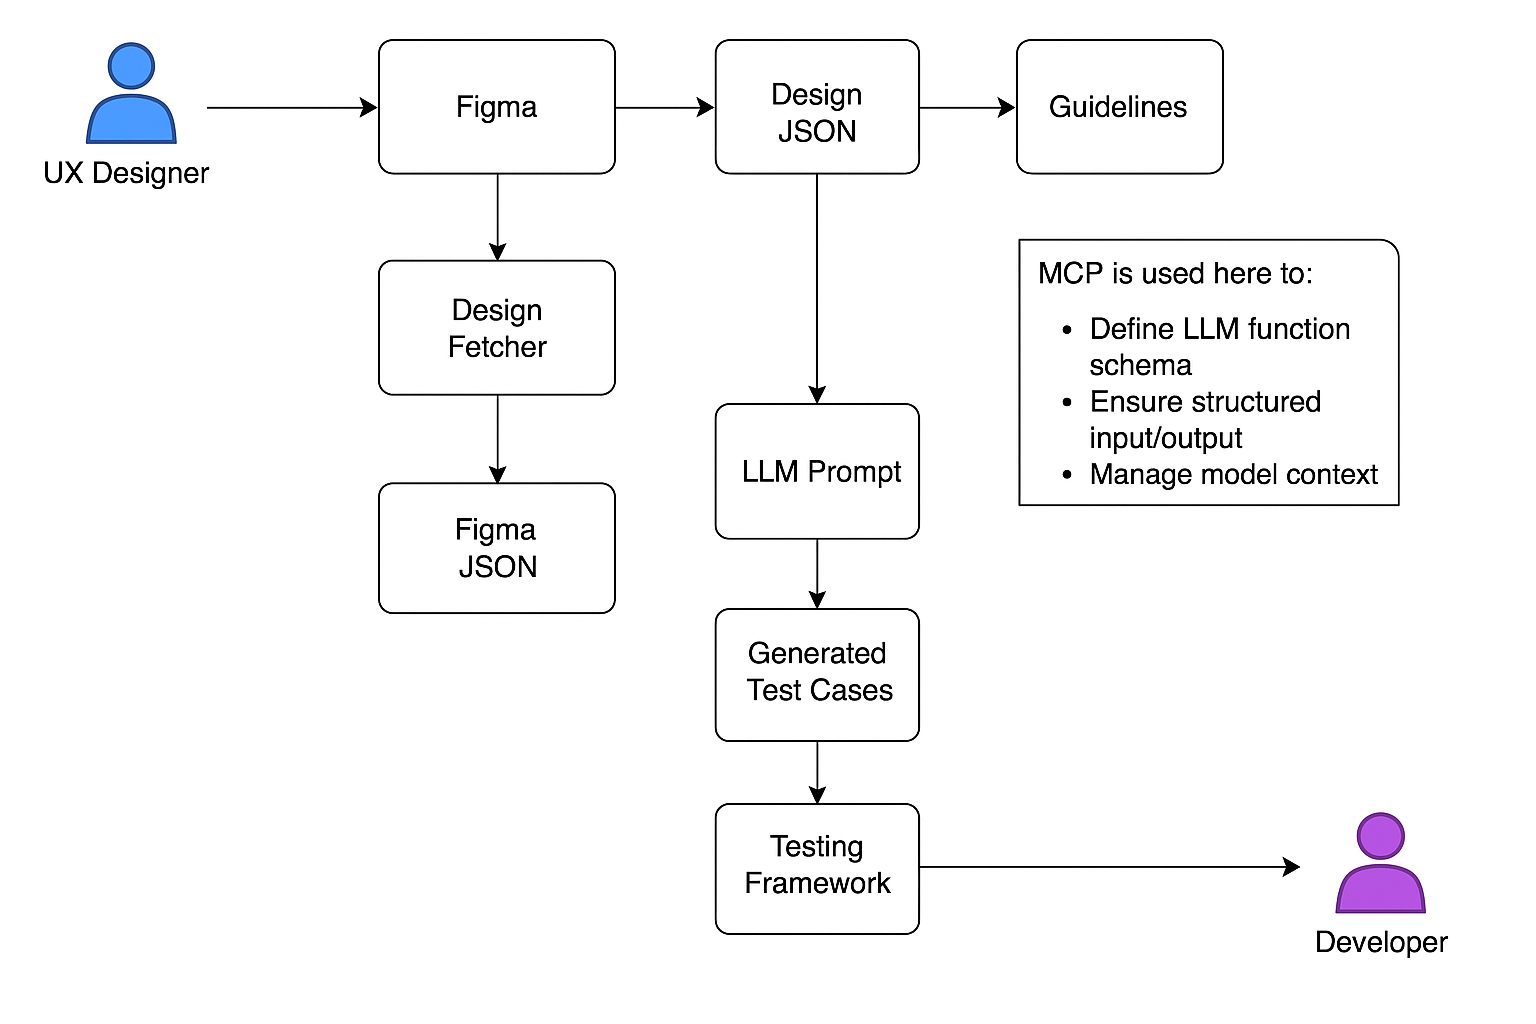 UX Designer
Figma
Design
JSON
Guidelines
Design
Fetcher
Figma
JSON
MCP is used here to:
• Define LLM function
schema
• Ensure structured
input/output
• Manage model context
LLM Prompt
Generated
Test Cases
Testing
Framework
Developer